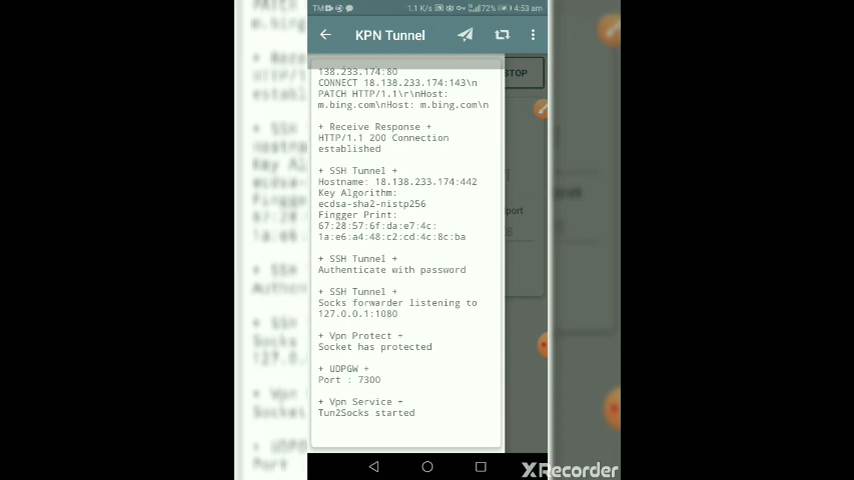 TM
1.1 K/s
72%
4:53 am
KPN Tunnel
STOP
138.233.174:80
CONNECT 18.138.233.174:143\n
PATCH HTTP/1.1\r\nHost:
m.bing.com\nHost: m.bing.com\n
+ Receive Response +
HTTP/1.1 200 Connection
established
+ SSH Tunnel +
Hostname: 18.138.233.174:442
Key Algorithm:
ecdsa-sha2-nistp256
Fingger Print:
67:28:57:6f:da:e7:4c:
1a:e6:a4:48:c2:cd:4c:8c:ba
port
+ SSH Tunnel +
Authenticate with password
+ SSH Tunnel +
Socks forwarder listening to
127.0.0.1:1080
+ Vpn Protect +
Socket has protected
+ UDPGW +
Port : 7300
+ Vpn Service +
Tun2Socks started
XRecorder